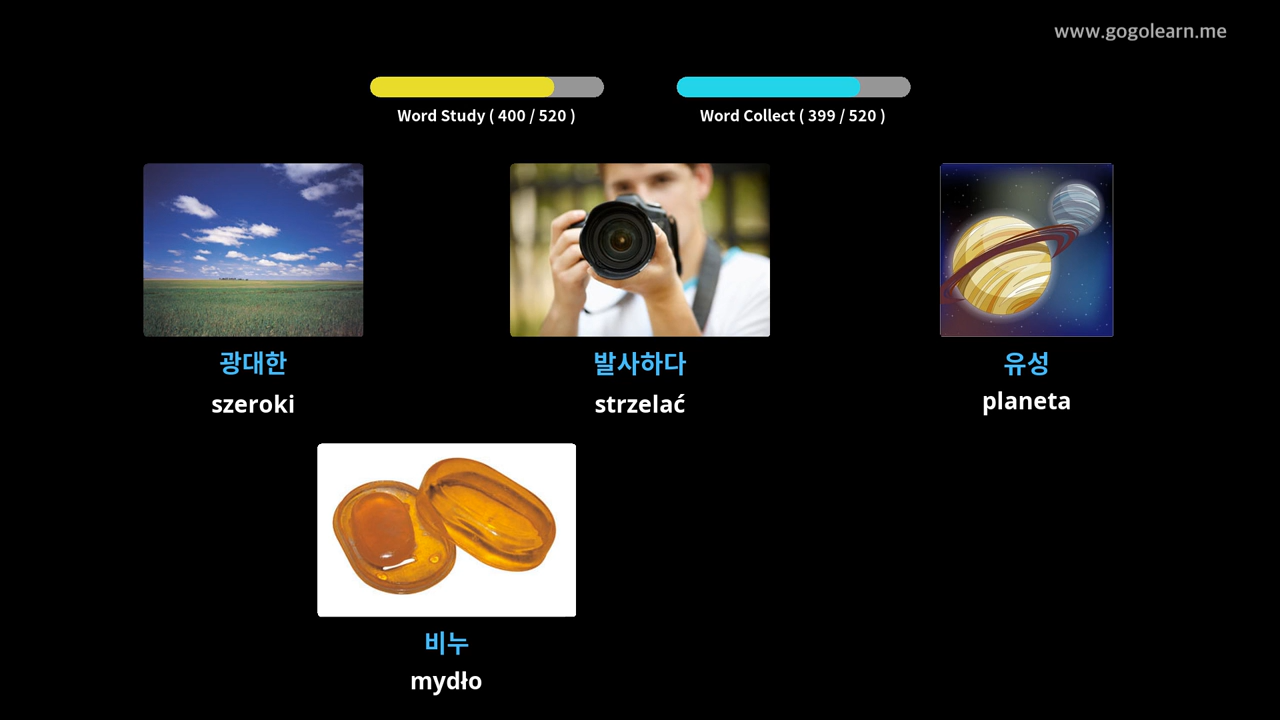 www.gogolearn.me
Word Study ( 400 / 520 )
Word Collect ( 399 / 520 )
광대한
szeroki
발사하다
strzelać
유성
planeta
비누
mydło